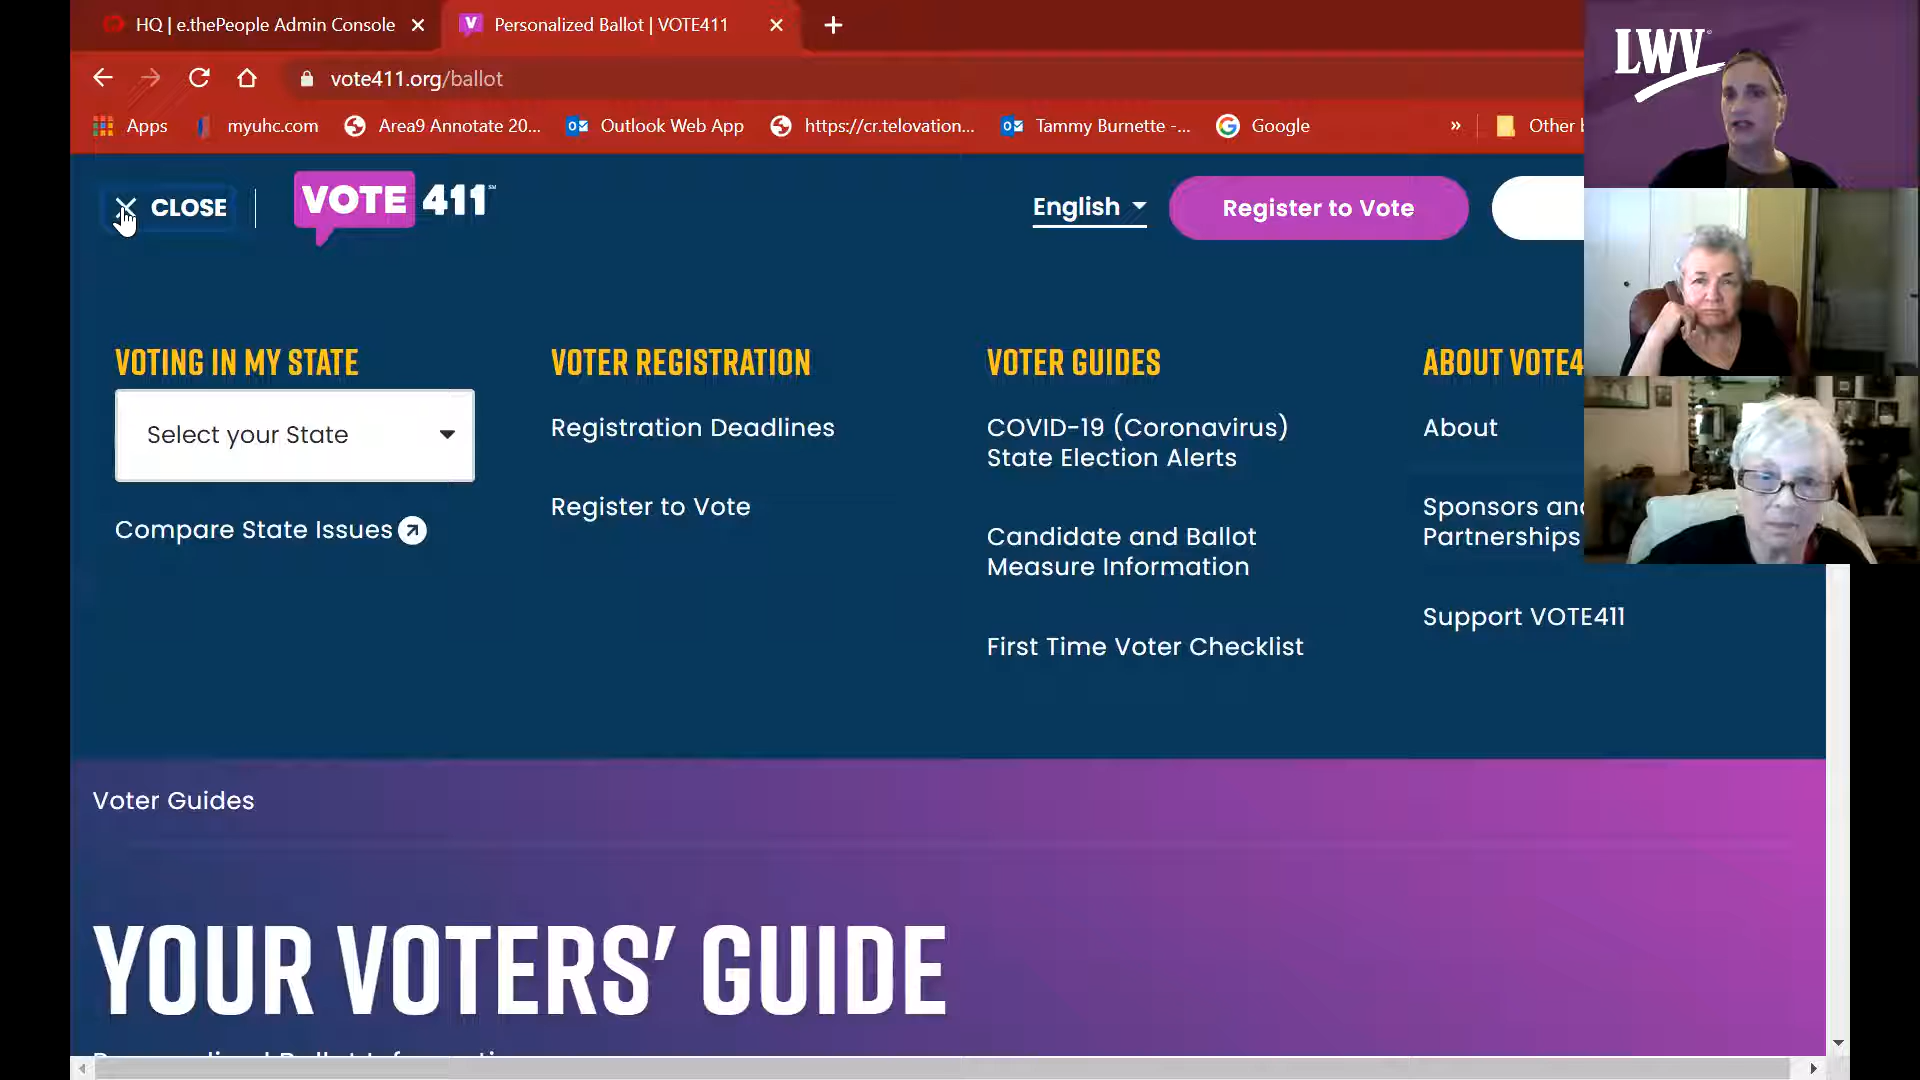 HQ | e.thePeople Admin Console
Personalized Ballot | VOTE411
vote411.org/ballot
Apps
myuhc.com
Area9 Annotate 20...
Outlook Web App
https://cr.telovation...
Tammy Burnette -...
Google
»
Other
LWV
CLOSE
VOTE 411
English
Register to Vote
VOTING IN MY STATE
Select your State
Compare State Issues
VOTER REGISTRATION
Registration Deadlines
Register to Vote
VOTER GUIDES
COVID-19 (Coronavirus)
State Election Alerts
Candidate and Ballot
Measure Information
First Time Voter Checklist
ABOUT VOTE4
About
Sponsors and
Partnerships
Support VOTE411
Voter Guides
YOUR VOTERS' GUIDE